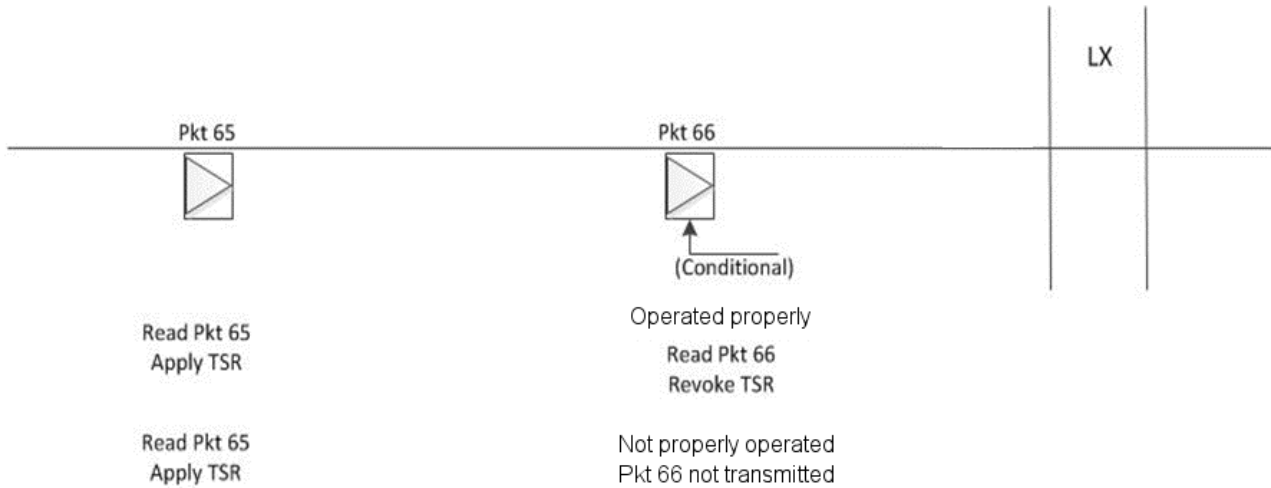 LX
Pkt 65
Pkt 66
(Conditional)
Operated properly
Read Pkt 65
Apply TSR
Read Pkt 66
Revoke TSR
Read Pkt 65
Apply TSR
Not properly operated
Pkt 66 not transmitted